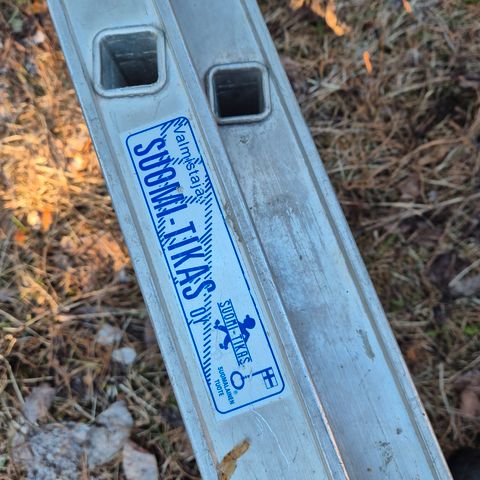 Valmistaja
SUOMI-TIKAS OY
SUOMI-TIKAS
SUOMALAINEN
TUOTE